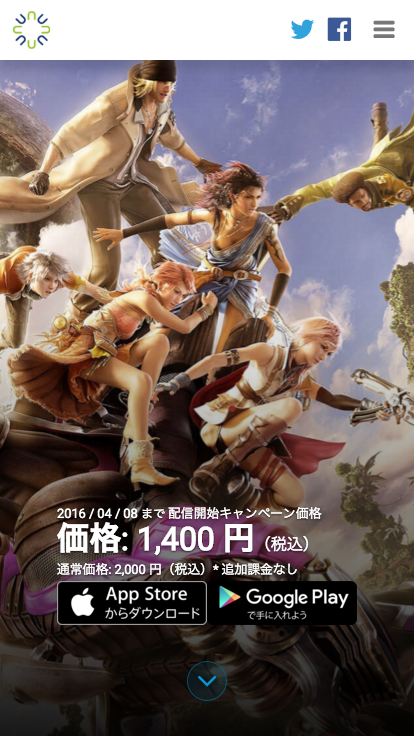 2016 / 04 / 08 まで 配信開始キャンペーン価格
価格: 1,400 円（税込）
通常価格: 2,000 円（税込）* 追加課金なし
App Store
からダウンロード
Google Play
で手に入れよう